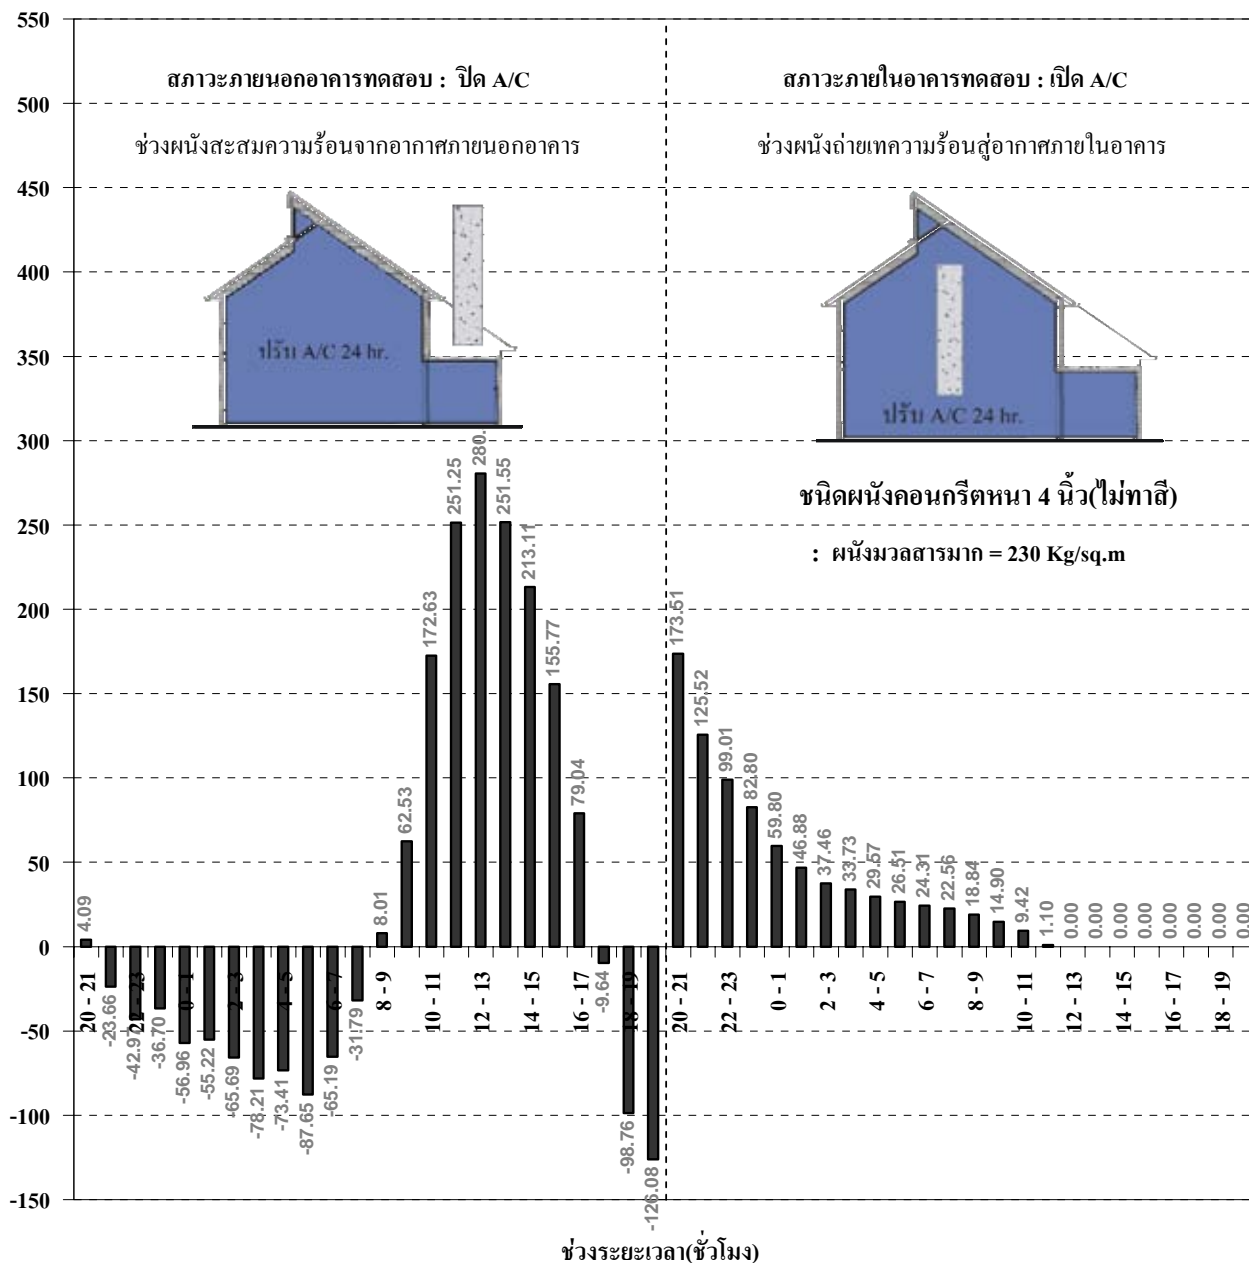 550
500
450
400
350
300
250
200
150
100
50
0
-50
-100
-150
สภาวะภายนอกอาคารทดสอบ : ปิด A/C
ช่วงผนังสะสมความร้อนจากอากาศภายนอกอาคาร
ปรับ A/C 24 hr.
สภาวะภายในอาคารทดสอบ : เปิด A/C
ช่วงผนังถ่ายเทความร้อนสู่อากาศภายในอาคาร
ปรับ A/C 24 hr.
ชนิดผนังคอนกรีตหนา 4 นิ้ว(ไม่ทาสี)
: ผนังมวลสารมาก = 230 Kg/sq.m
4.09
-23.66
-42.97
-36.70
-56.96
-55.22
-65.69
-78.21
-73.41
-87.65
-65.19
-31.79
8.01
62.53
172.63
251.25
280.
251.55
213.11
155.77
79.04
-9.64
-98.76
-126.08
173.51
125.52
99.01
82.80
59.80
46.88
37.46
33.73
29.57
26.51
24.31
22.56
18.84
14.90
9.42
1.10
0.00
0.00
0.00
0.00
0.00
0.00
0.00
0.00
20 - 21
22 - 23
0 - 1
2 - 3
4 - 5
6 - 7
8 - 9
10 - 11
12 - 13
14 - 15
16 - 17
18 - 19
20 - 21
22 - 23
0 - 1
2 - 3
4 - 5
6 - 7
8 - 9
10 - 11
12 - 13
14 - 15
16 - 17
18 - 19
ช่วงระยะเวลา(ชั่วโมง)